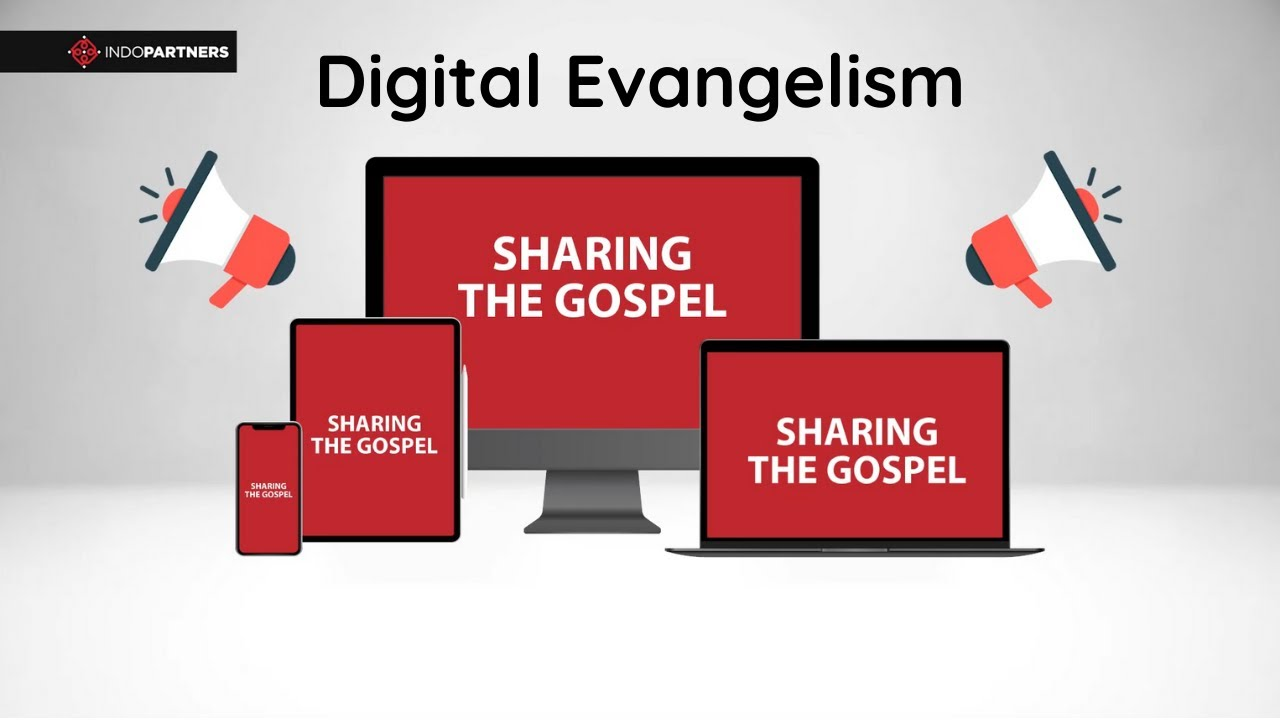 INDOPARTNERS
Digital Evangelism
SHARING
THE GOSPEL
SHARING
THE GOSPEL
SHARING
THE GOSPEL
SHARING
THE GOSPEL